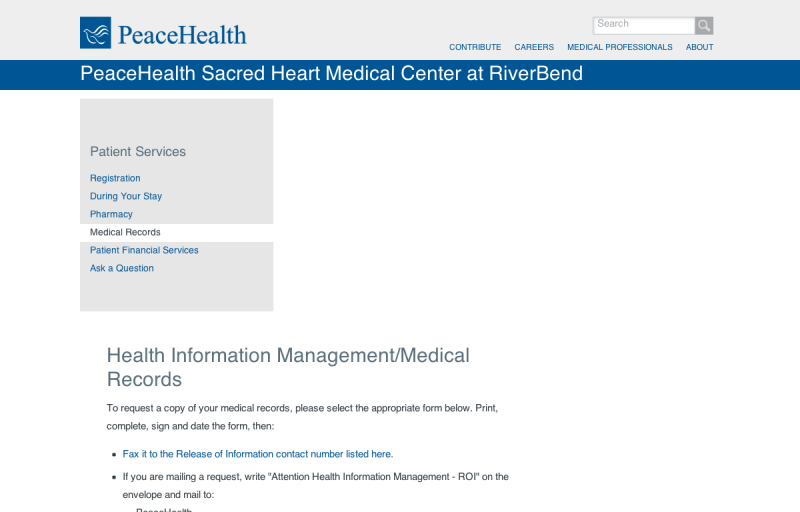 PeaceHealth
Search
CONTRIBUTE CAREERS MEDICAL PROFESSIONALS ABOUT
PeaceHealth Sacred Heart Medical Center at RiverBend
Patient Services
Registration
During Your Stay
Pharmacy
Medical Records
Patient Financial Services
Ask a Question
Health Information Management/Medical
Records
To request a copy of your medical records, please select the appropriate form below. Print,
complete, sign and date the form, then:
Fax it to the Release of Information contact number listed here.
If you are mailing a request, write "Attention Health Information Management - ROI" on the
envelope and mail to:
PeaceHealth